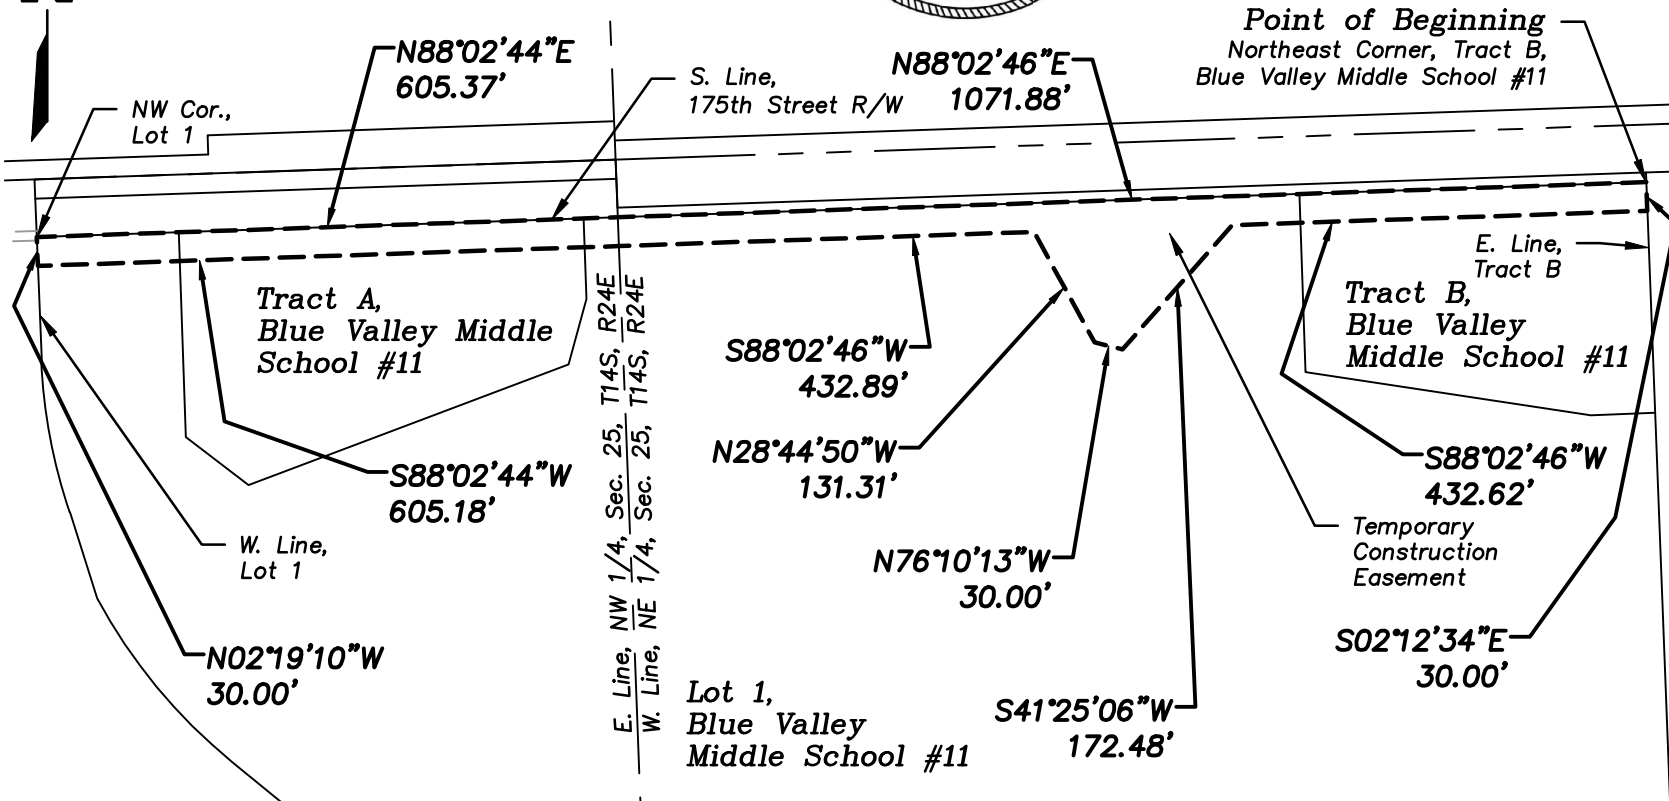 Point of Beginning
Northeast Corner, Tract B,
Blue Valley Middle School #11
N88°02'44"E
605.37'
S. Line,
175th Street R/W
N88°02'46"E
1071.88'
NW Cor.,
Lot 1
E. Line,
Tract B
Tract A,
Blue Valley Middle
School #11
Tract B,
Blue Valley
Middle School #11
S88°02'46"W
432.89'
N28°44'50"W
131.31'
S88°02'44"W
605.18'
S88°02'46"W
432.62'
W. Line,
Lot 1
Temporary
Construction
Easement
N76°10'13"W
30.00'
E. Line, NW 1/4, Sec. 25, T14S, R24E
W. Line, NE 1/4, Sec. 25, T14S, R24E
N02°19'10"W
30.00'
S02°12'34"E
30.00'
Lot 1,
Blue Valley
Middle School #11
S41°25'06"W
172.48'